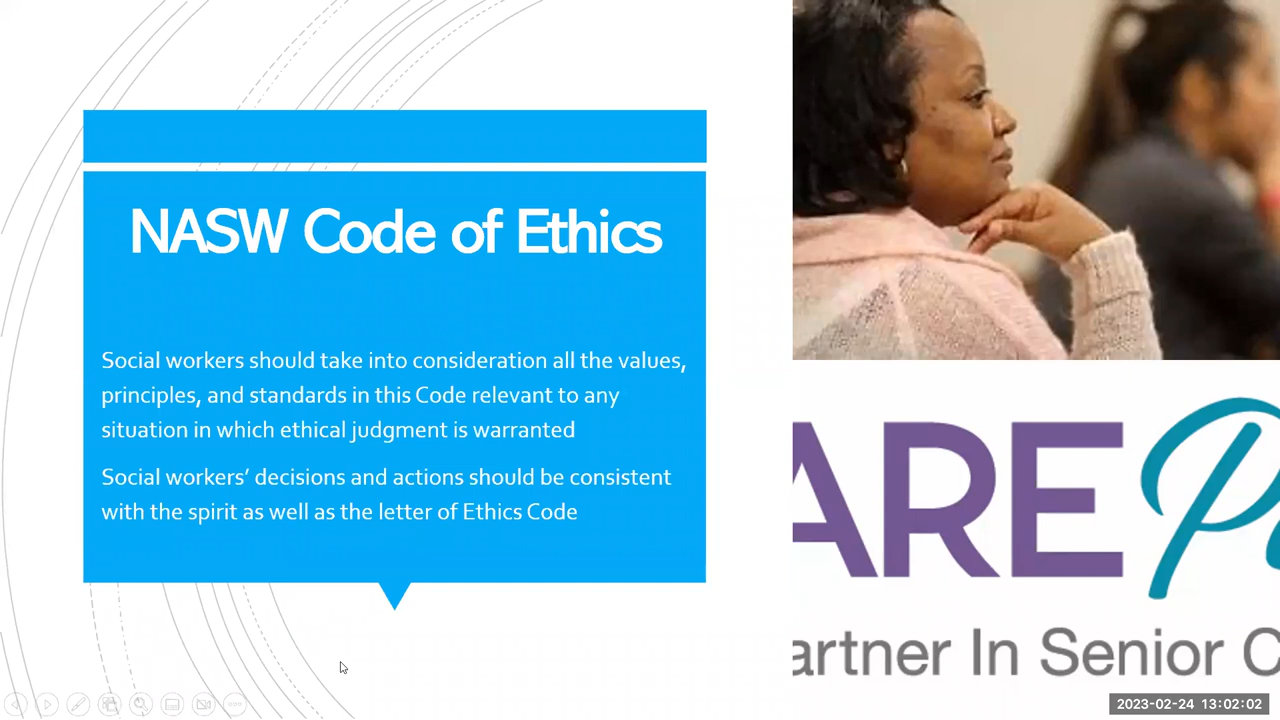 NASW Code of Ethics
Social workers should take into consideration all the values,
principles, and standards in this Code relevant to any
situation in which ethical judgment is warranted
Social workers’ decisions and actions should be consistent
with the spirit as well as the letter of Ethics Code
ARE P
artner In Senior C
2023-02-24 13:02:02